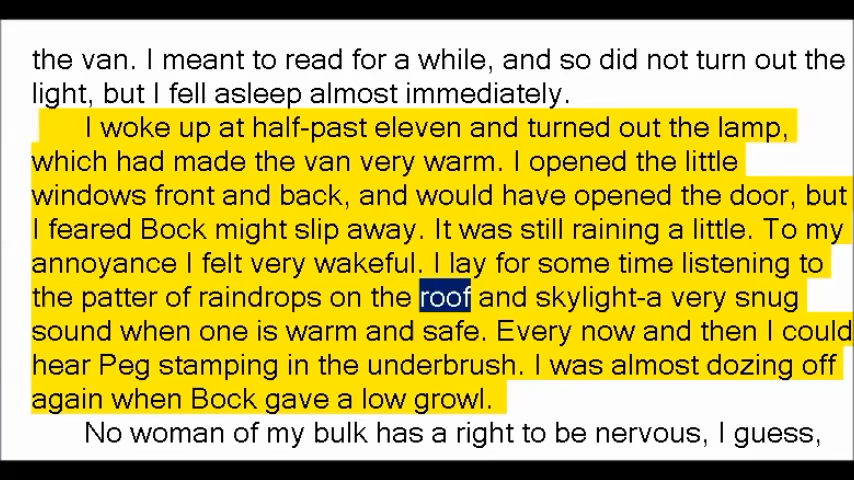 the van. I meant to read for a while, and so did not turn out the
light, but I fell asleep almost immediately.
I woke up at half-past eleven and turned out the lamp,
which had made the van very warm. I opened the little
windows front and back, and would have opened the door, but
I feared Bock might slip away. It was still raining a little. To my
annoyance I felt very wakeful. I lay for some time listening to
the patter of raindrops on the roof and skylight-a very snug
sound when one is warm and safe. Every now and then I could
hear Peg stamping in the underbrush. I was almost dozing off
again when Bock gave a low growl.
No woman of my bulk has a right to be nervous, I guess,